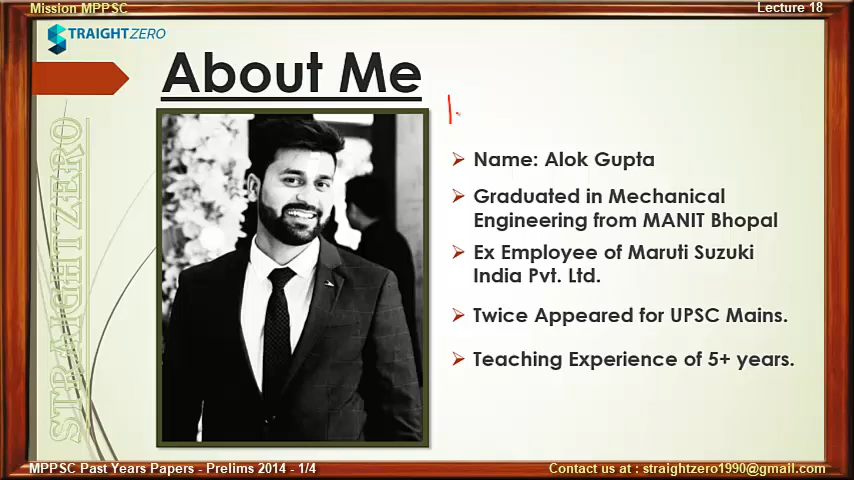 Mission MPPSC
Lecture 18
STRAIGHTZERO
About Me
STRAIGHTZERO
Name: Alok Gupta
Graduated in Mechanical
Engineering from MANIT Bhopal
Ex Employee of Maruti Suzuki
India Pvt. Ltd.
Twice Appeared for UPSC Mains.
Teaching Experience of 5+ years.
MPPSC Past Years Papers - Prelims 2014 - 1/4
Contact us at : straightzero1990@gmail.com